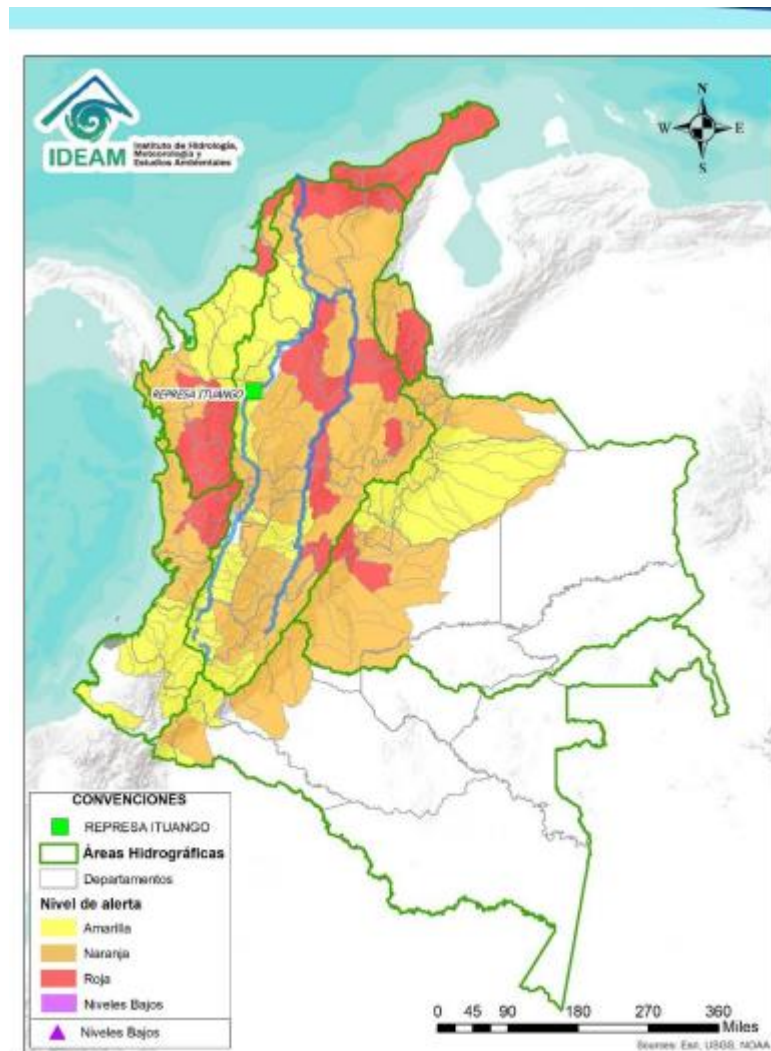 IDEAM
Instituto de Hidrología,
Meteorología y
Estudios Ambientales
N
W
E
S
REPRESA ITUANGO
CONVENCIONES
REPRESA ITUANGO
Áreas Hidrográficas
Departamentos
Nivel de alerta
Amarilla
Naranja
Roja
Niveles Bajos
Niveles Bajos
0 45 90 180 270 360
Miles
Sources: Esri, USGS, NOAA